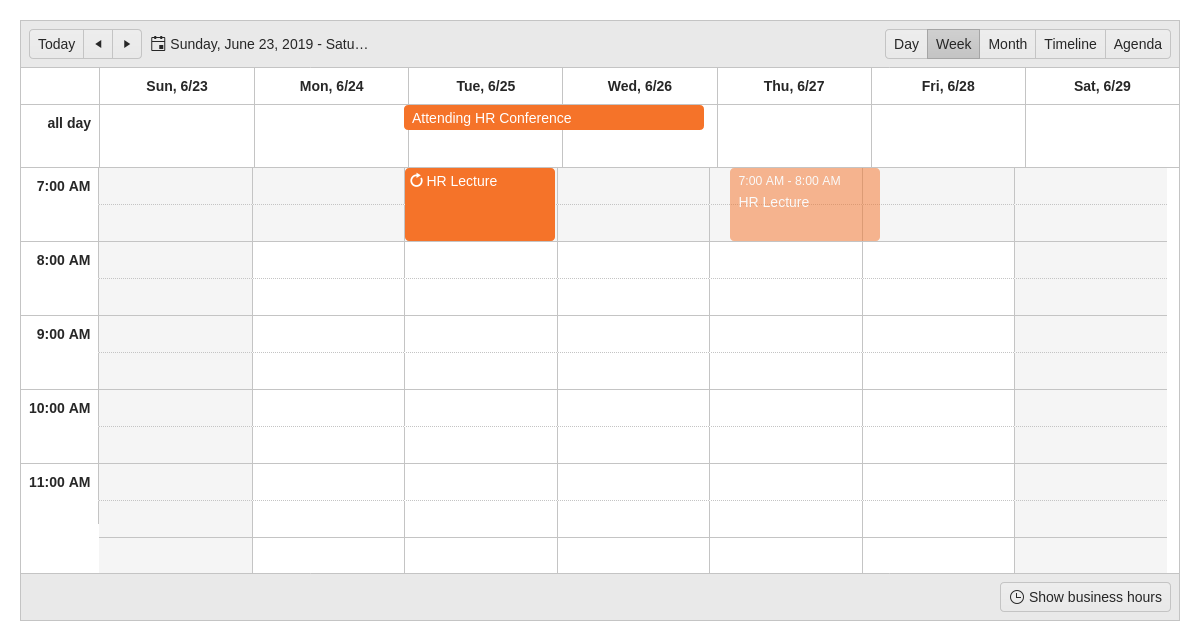 Today
Sunday, June 23, 2019 - Satu…
Day Week Month Timeline Agenda
Sun, 6/23 Mon, 6/24 Tue, 6/25 Wed, 6/26 Thu, 6/27 Fri, 6/28 Sat, 6/29
all day
Attending HR Conference
7:00 AM
HR Lecture
7:00 AM - 8:00 AM
HR Lecture
8:00 AM
9:00 AM
10:00 AM
11:00 AM
Show business hours